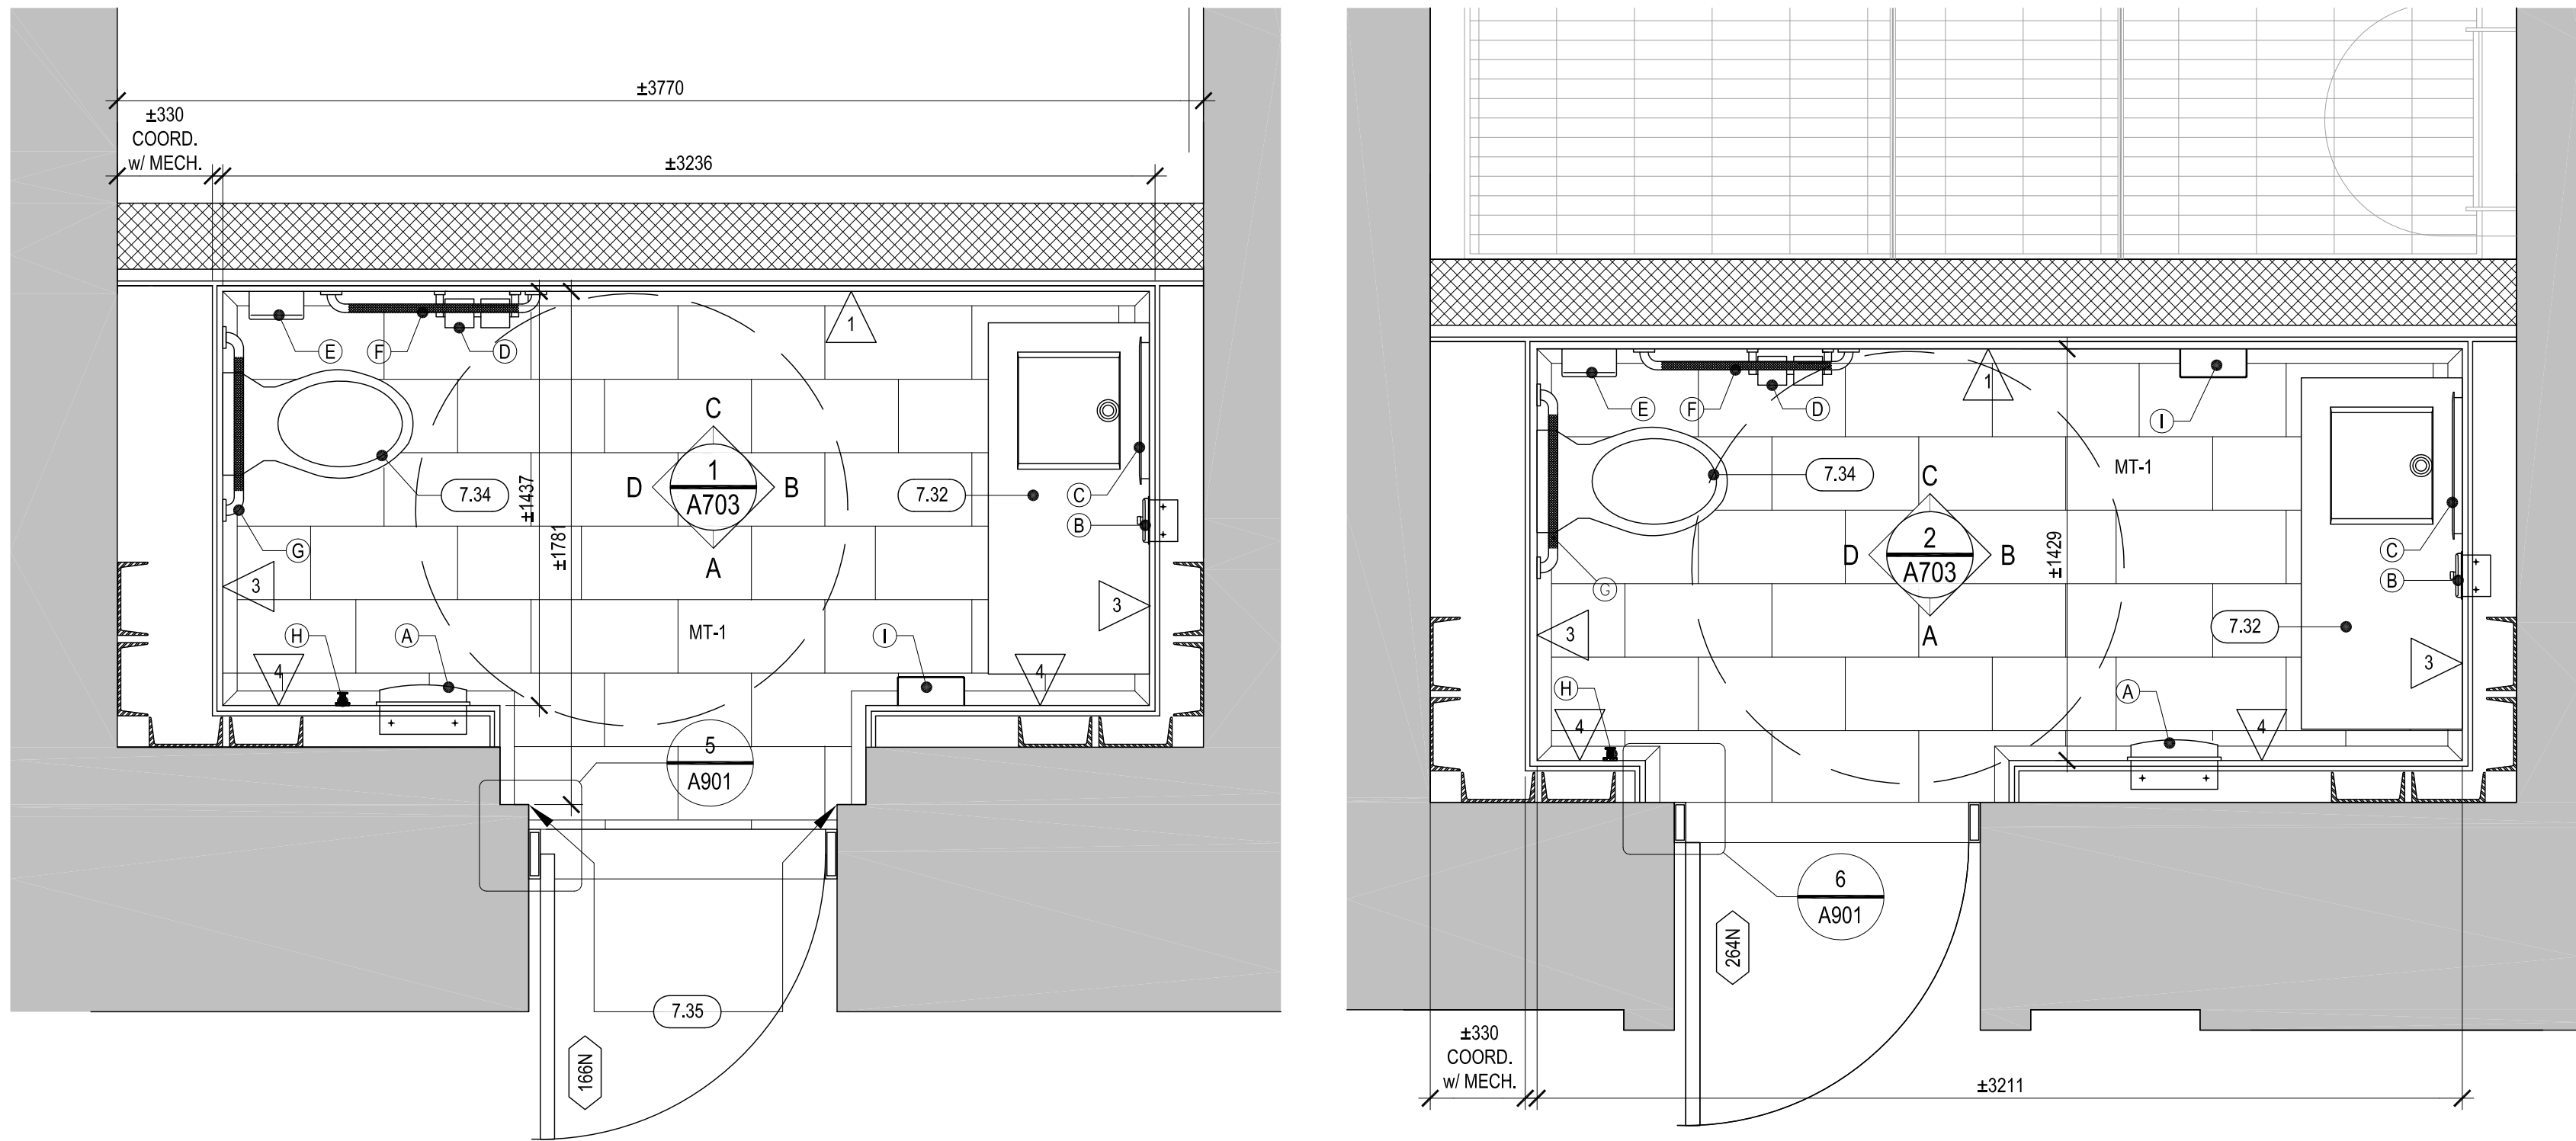 ±3770
±330
COORD.
w/ MECH.
±3236
1
E
F
D
C
1
A703
D
B
A
7.34
±1437
±1781
7.32
C
B
G
3
3
MT-1
H
A
I
4
4
5
A901
7.35
166N
1
E
F
D
I
MT-1
7.34
C
2
A703
D
B
A
±1429
C
B
G
7.32
3
3
H
A
4
4
6
A901
264N
±330
COORD.
w/ MECH.
±3211